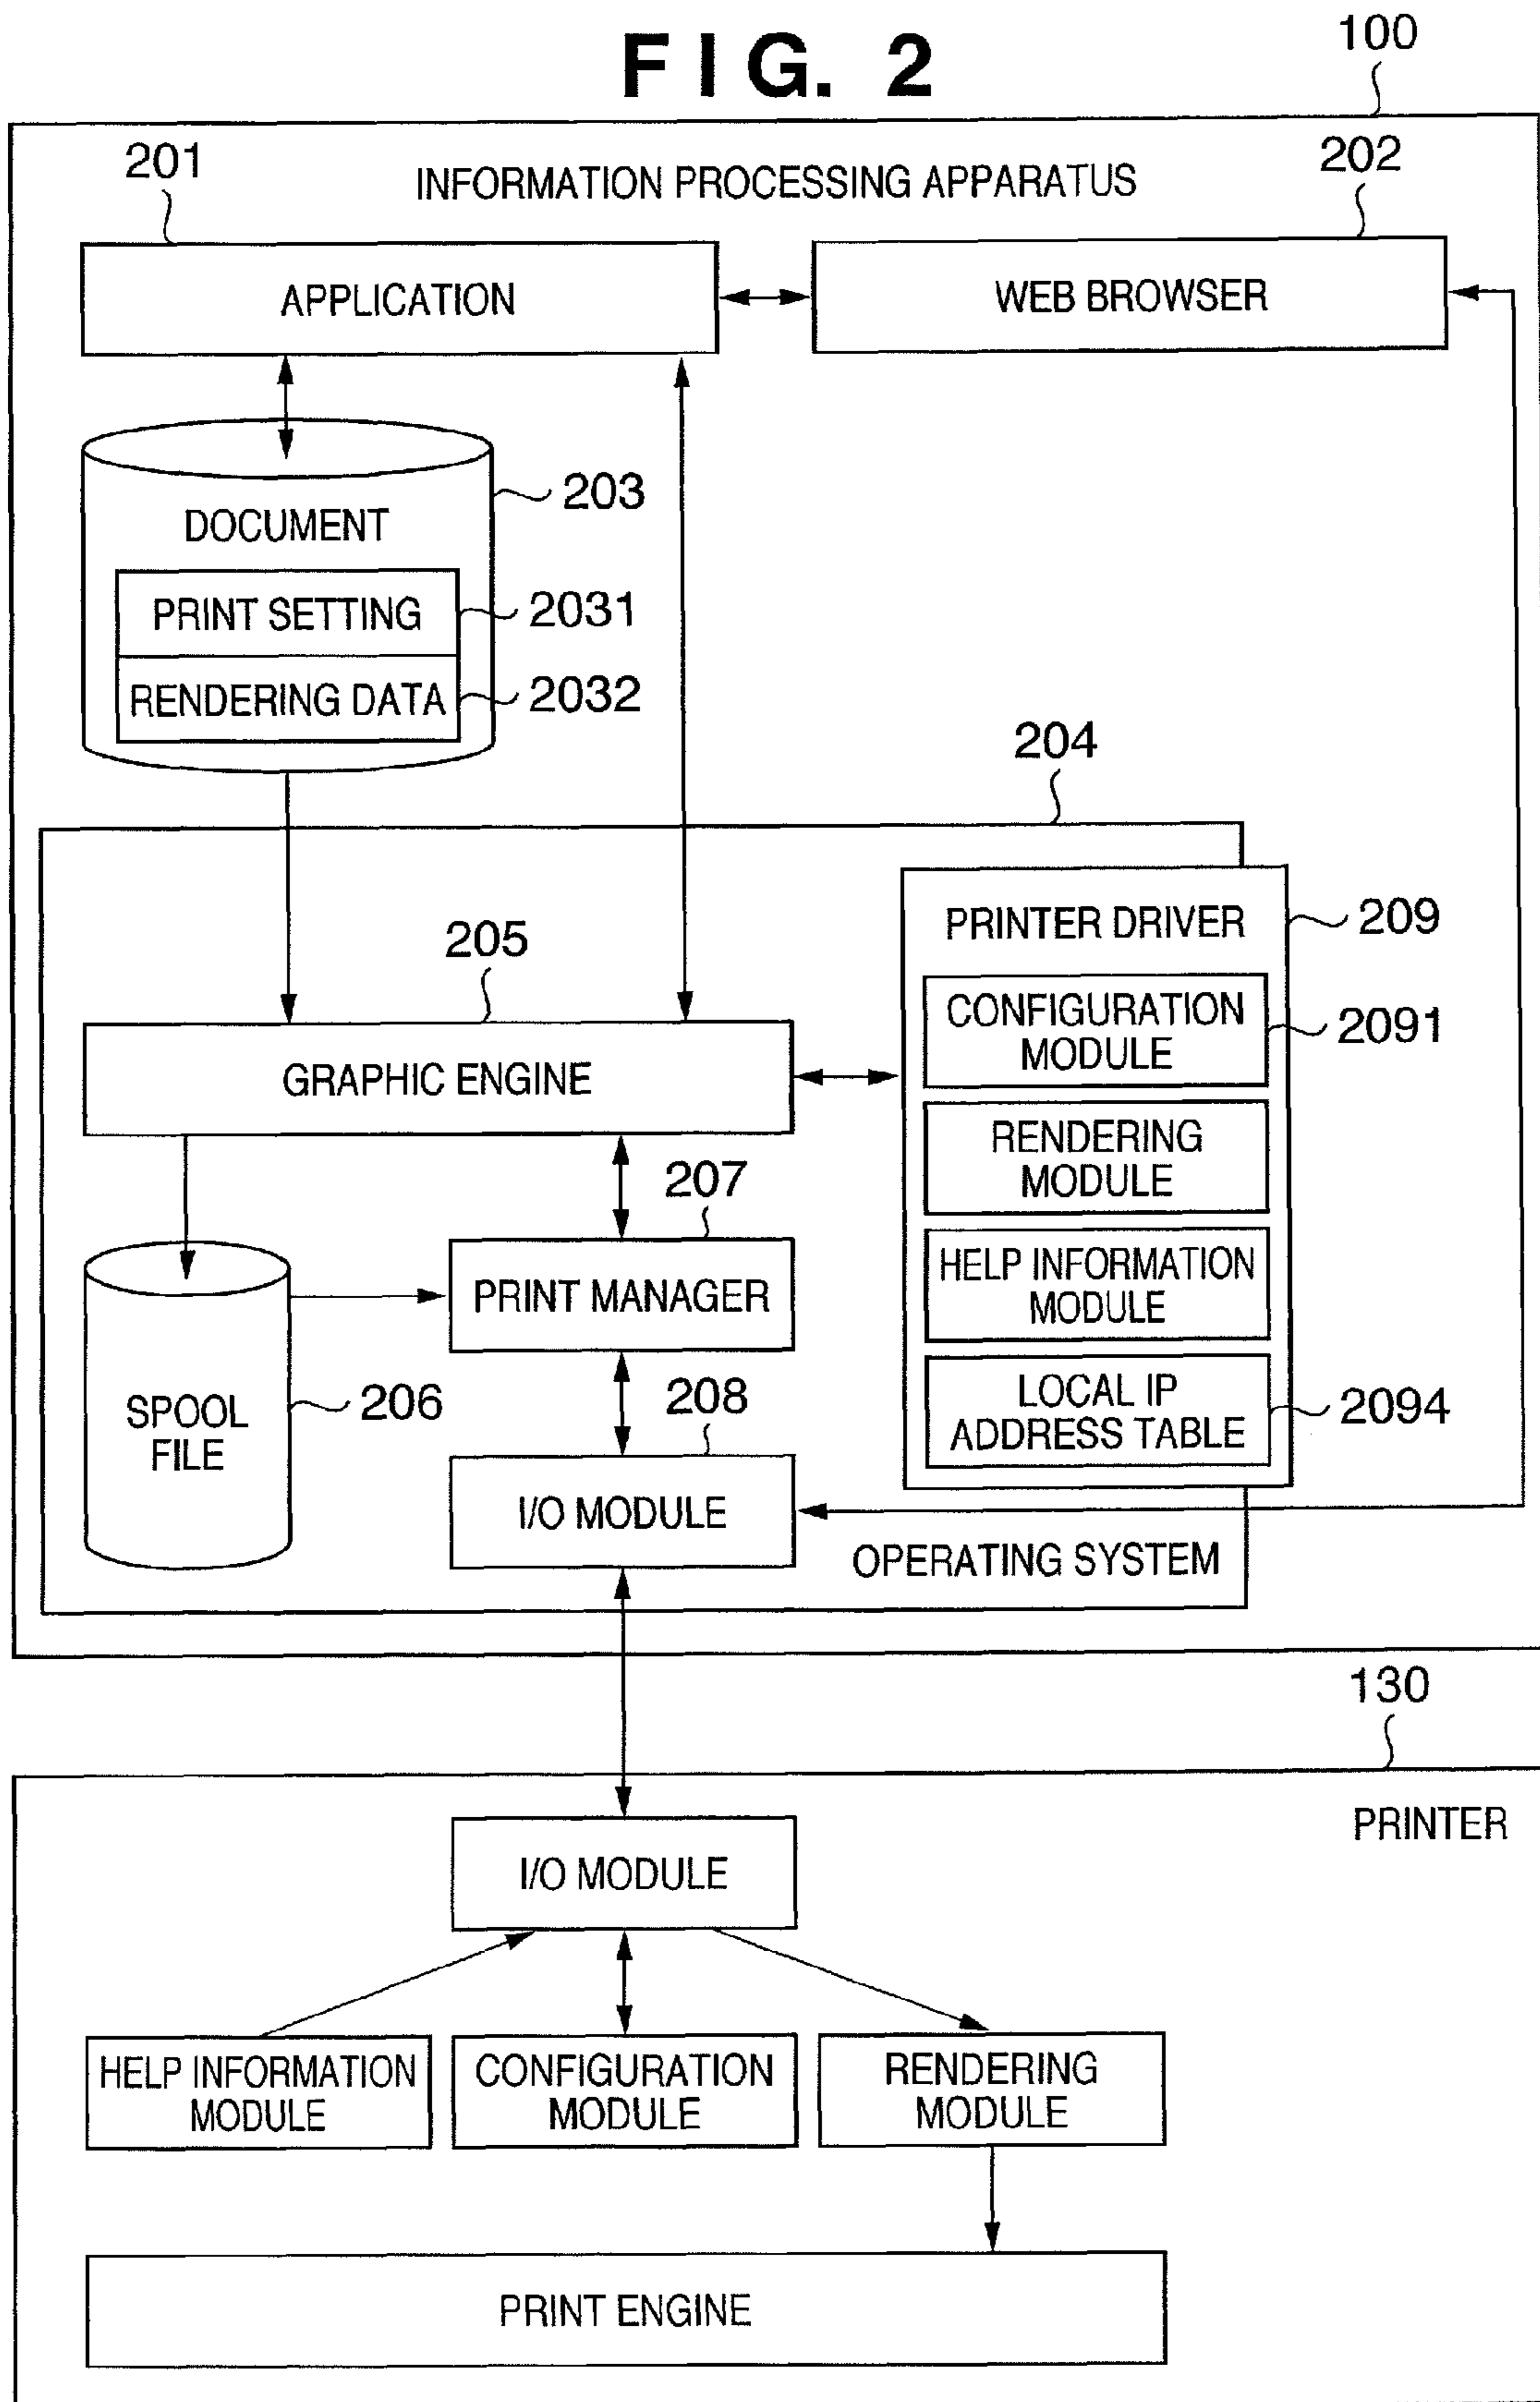 FIG. 2
100
INFORMATION PROCESSING APPARATUS
201
202
APPLICATION
WEB BROWSER
203
DOCUMENT
PRINT SETTING
2031
RENDERING DATA
2032
204
PRINTER DRIVER
209
205
CONFIGURATION
MODULE
2091
GRAPHIC ENGINE
RENDERING
MODULE
207
HELP INFORMATION
MODULE
PRINT MANAGER
LOCAL IP
ADDRESS TABLE
2094
SPOOL
FILE
206
208
I/O MODULE
OPERATING SYSTEM
130
PRINTER
I/O MODULE
HELP INFORMATION
MODULE
CONFIGURATION
MODULE
RENDERING
MODULE
PRINT ENGINE